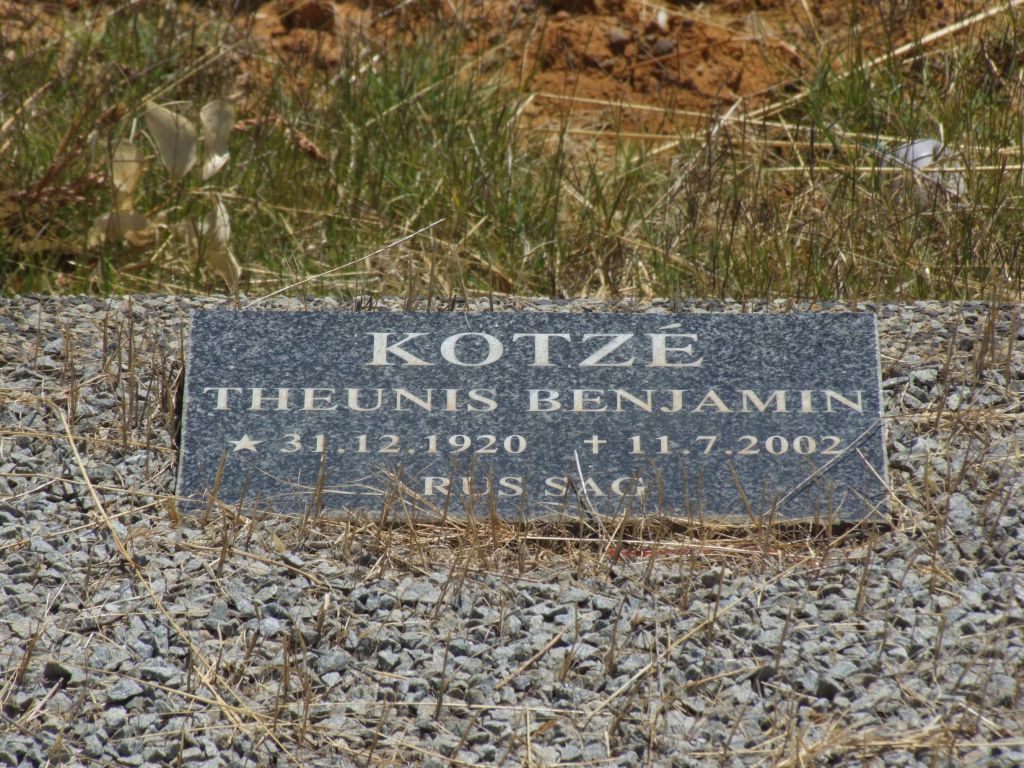 KOTZÉ
THEUNIS BENJAMIN
★ 31.12.1920 ✝ 11.7.2002
RUS SAG